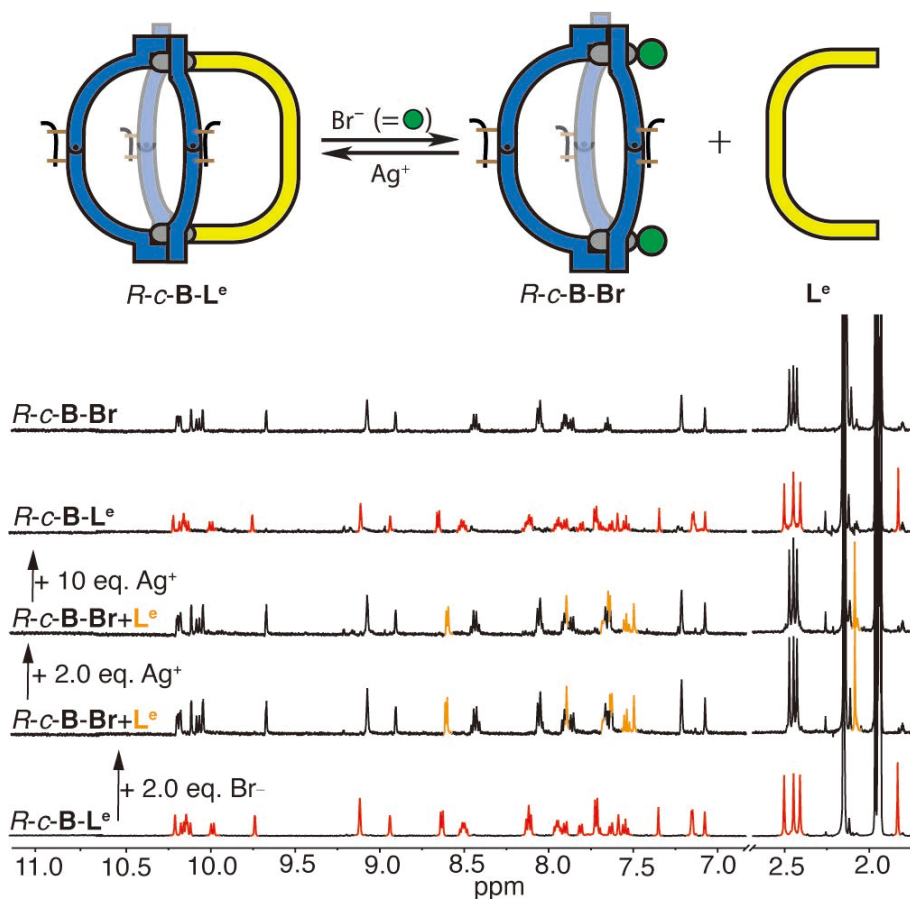 Br⁻ (= )
+
Ag⁺
R-c-B-Lᵉ
R-c-B-Br
Lᵉ
R-c-B-Br
R-c-B-Lᵉ
+ 10 eq. Ag⁺
R-c-B-Br+Lᵉ
+ 2.0 eq. Ag⁺
R-c-B-Br+Lᵉ
+ 2.0 eq. Br⁻
R-c-B-Lᵉ
11.0 10.5 10.0 9.5 9.0 8.5 8.0 7.5 7.0 2.5 2.0
ppm